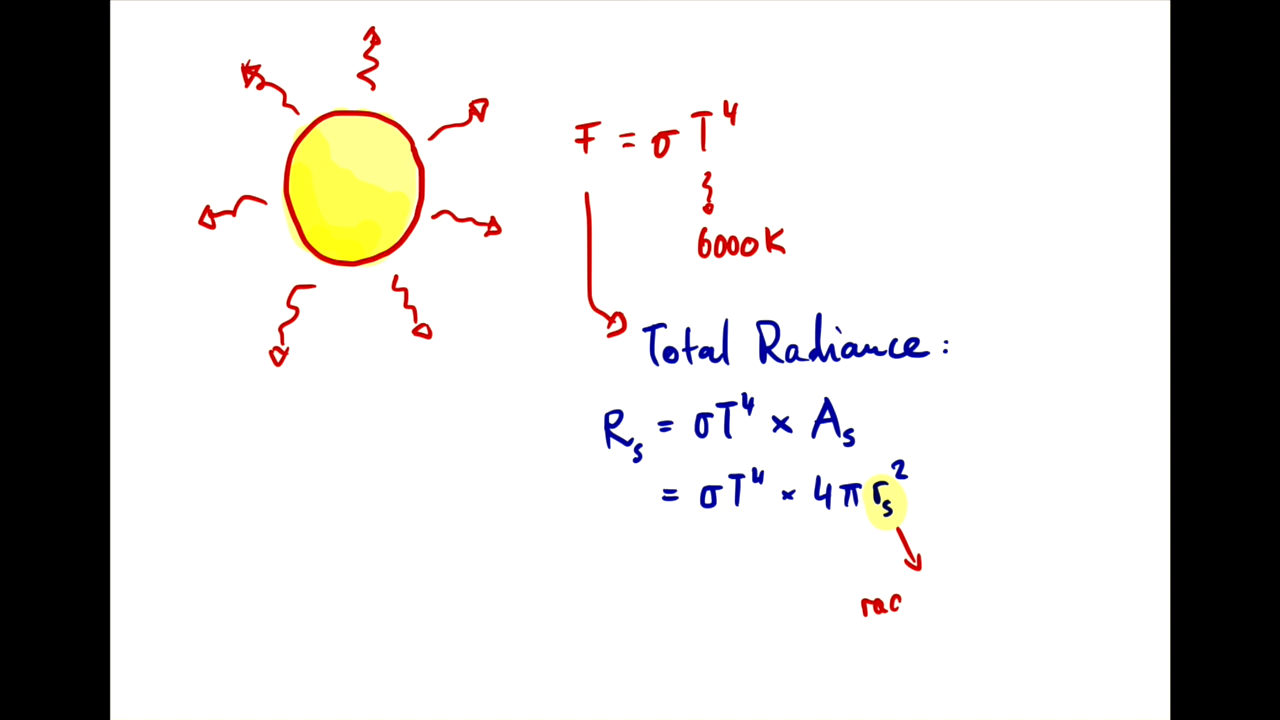 F = σT⁴
6000K
Total Radiance:
Rₛ = σT⁴ × Aₛ
= σT⁴ × 4πrₛ²
rac